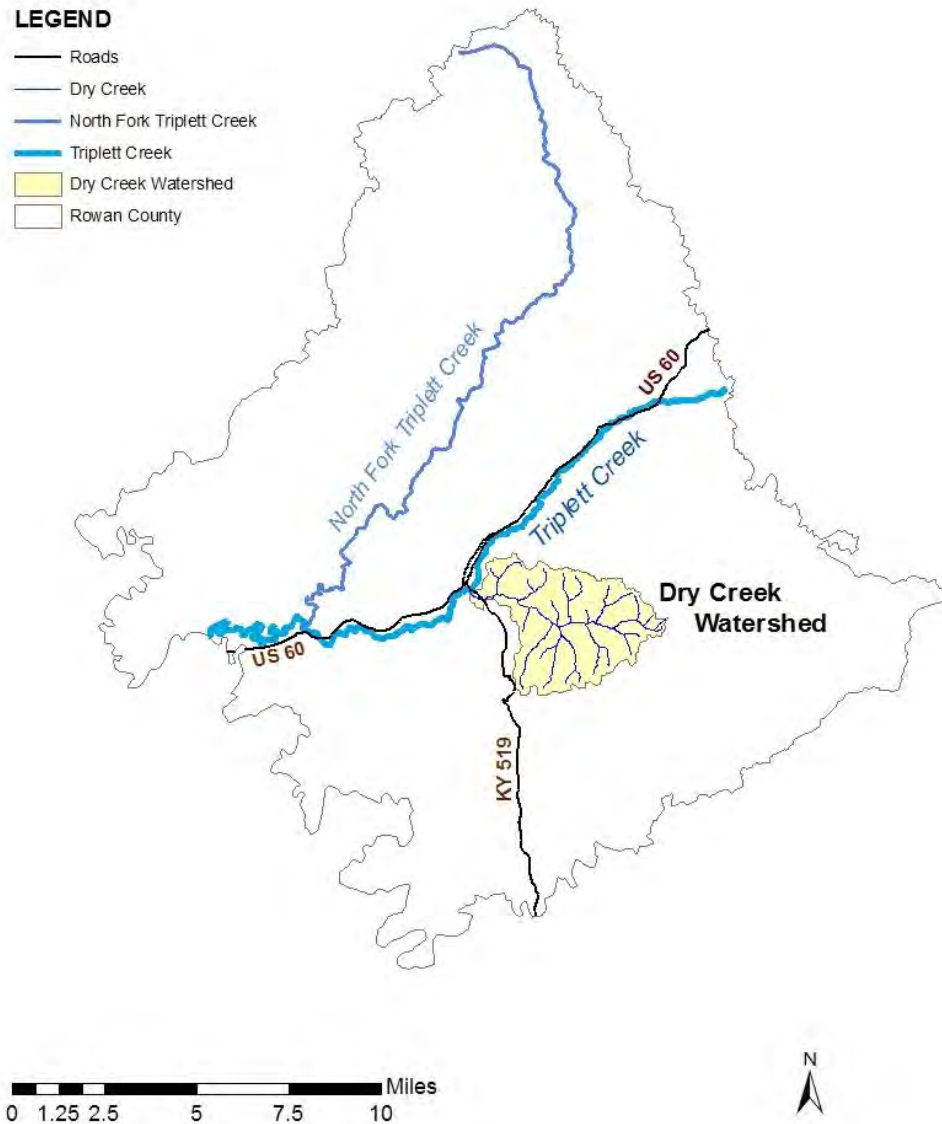 LEGEND
Roads
Dry Creek
North Fork Triplett Creek
Triplett Creek
Dry Creek Watershed
Rowan County
North Fork Triplett Creek
US 60
Triplett Creek
Dry Creek
Watershed
US 60
KY 519
Miles
0 1.25 2.5 5 7.5 10
N